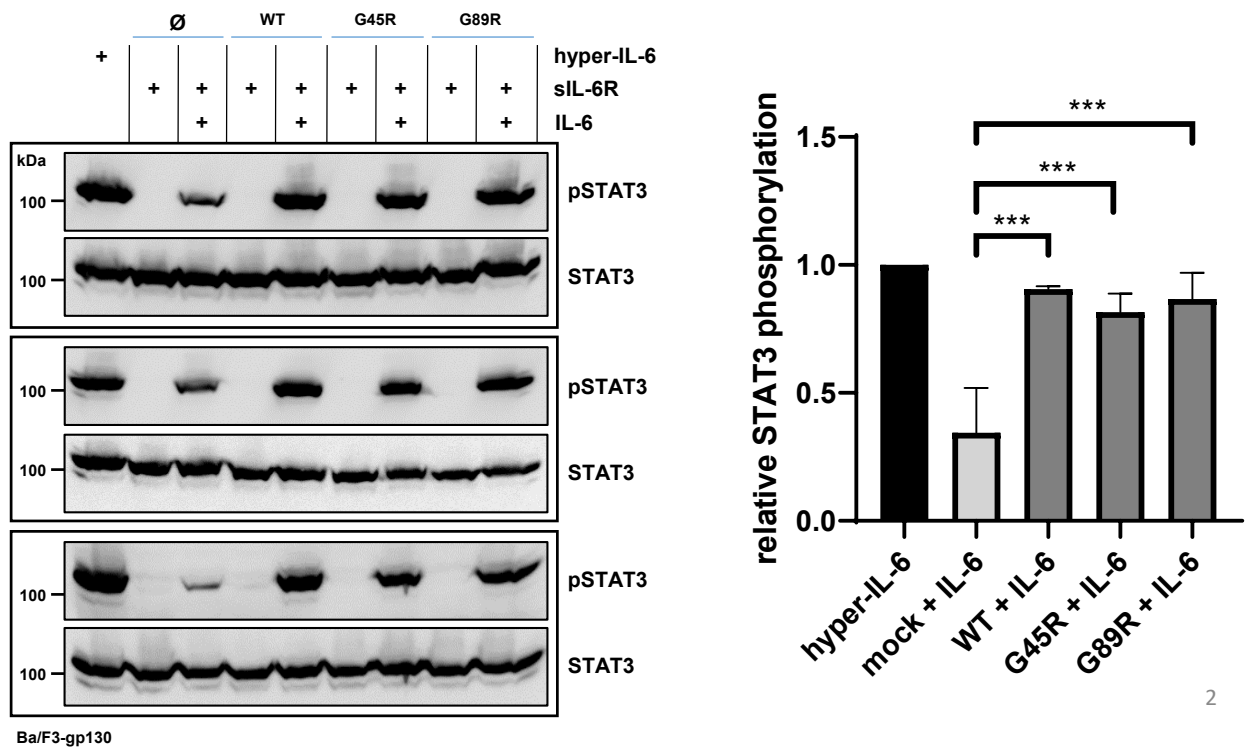 Ø WT G45R G89R
+ hyper-IL-6
+ + + + + + + + sIL-6R
+ + + + IL-6
kDa
100 pSTAT3
100 STAT3
100 pSTAT3
100 STAT3
100 pSTAT3
100 STAT3
Ba/F3-gp130
relative STAT3 phosphorylation
1.5
1.0
0.5
0.0
***
***
***
hyper-IL-6
mock + IL-6
WT + IL-6
G45R + IL-6
G89R + IL-6
2